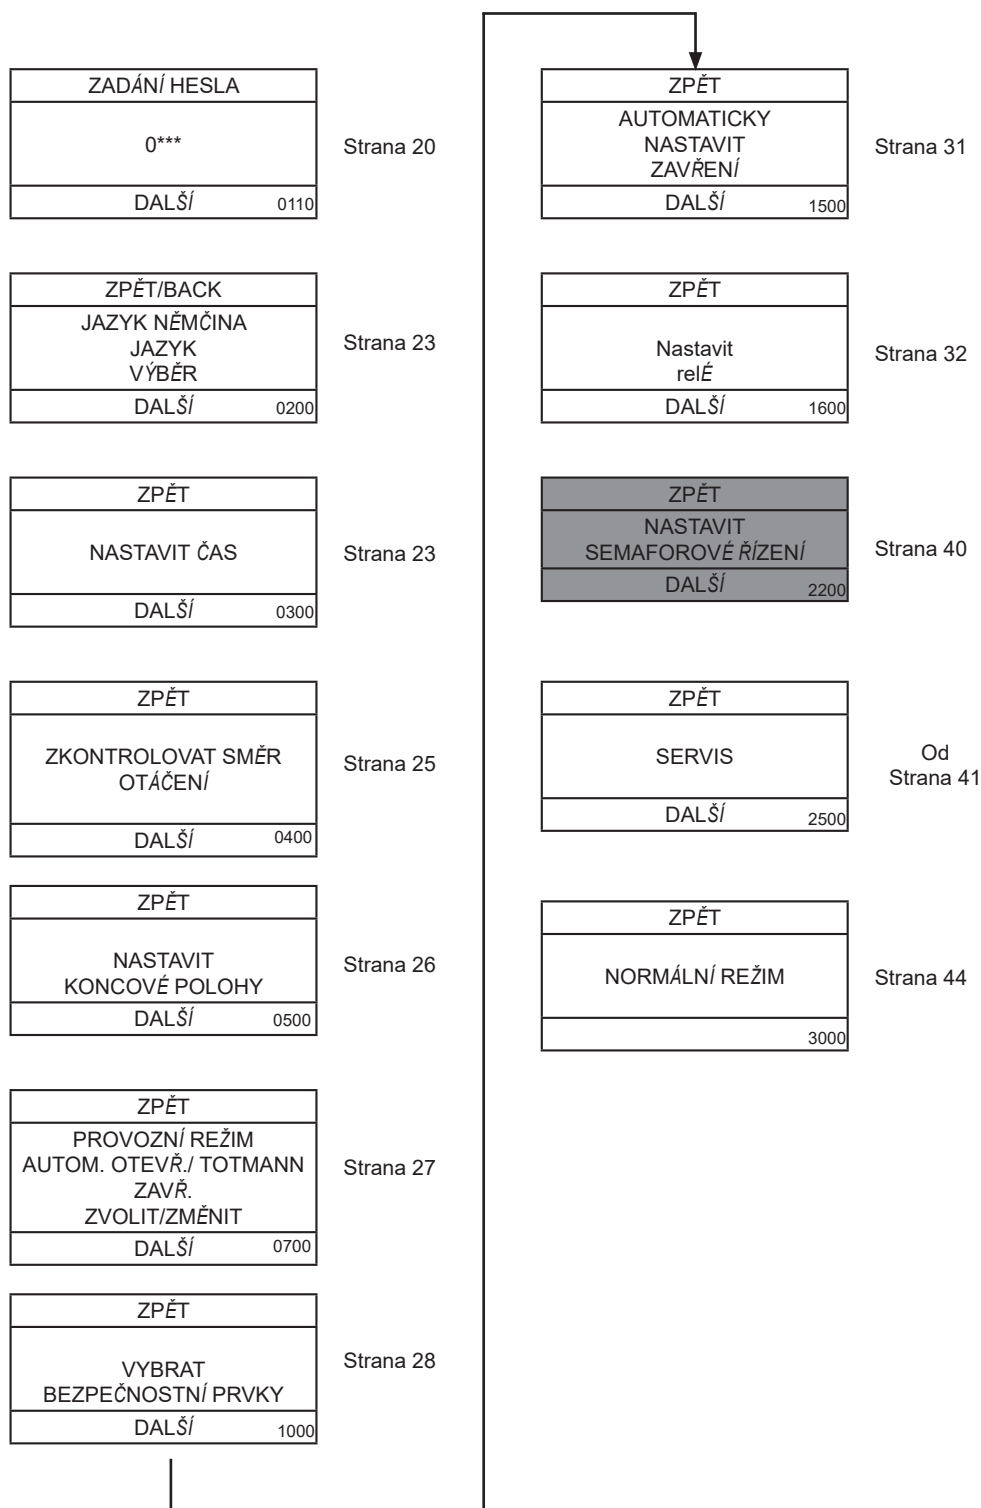 ZADÁNÍ HESLA
0***
DALŠÍ 0110
Strana 20
ZPĚT/BACK
JAZYK NĚMČINA
JAZYK
VÝBĚR
DALŠÍ 0200
Strana 23
ZPĚT
NASTAVIT ČAS
DALŠÍ 0300
Strana 23
ZPĚT
ZKONTROLOVAT SMĚR
OTÁČENÍ
DALŠÍ 0400
Strana 25
ZPĚT
NASTAVIT
KONCOVÉ POLOHY
DALŠÍ 0500
Strana 26
ZPĚT
PROVOZNÍ REŽIM
AUTOM. OTEVŘ./ TOTMANN
ZAVŘ.
ZVOLIT/ZMĚNIT
DALŠÍ 0700
Strana 27
ZPĚT
VYBRAT
BEZPEČNOSTNÍ PRVKY
DALŠÍ 1000
Strana 28
ZPĚT
AUTOMATICKY
NASTAVIT
ZAVŘENÍ
DALŠÍ 1500
Strana 31
ZPĚT
Nastavit
relÉ
DALŠÍ 1600
Strana 32
ZPĚT
NASTAVIT
SEMAFOROVÉ ŘÍZENÍ
DALŠÍ 2200
Strana 40
ZPĚT
SERVIS
DALŠÍ 2500
Od
Strana 41
ZPĚT
NORMÁLNÍ REŽIM
3000
Strana 44